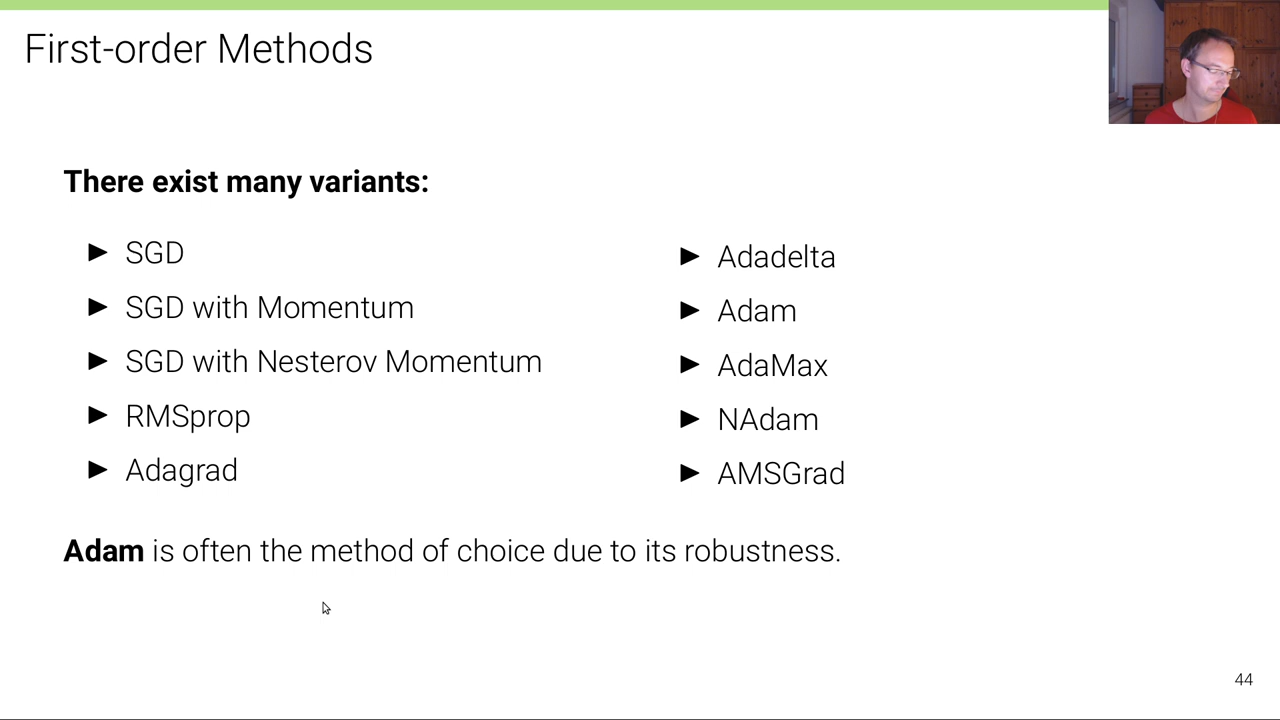 First-order Methods
There exist many variants:
► SGD
► SGD with Momentum
► SGD with Nesterov Momentum
► RMSprop
► Adagrad
► Adadelta
► Adam
► AdaMax
► NAdam
► AMSGrad
Adam is often the method of choice due to its robustness.
44